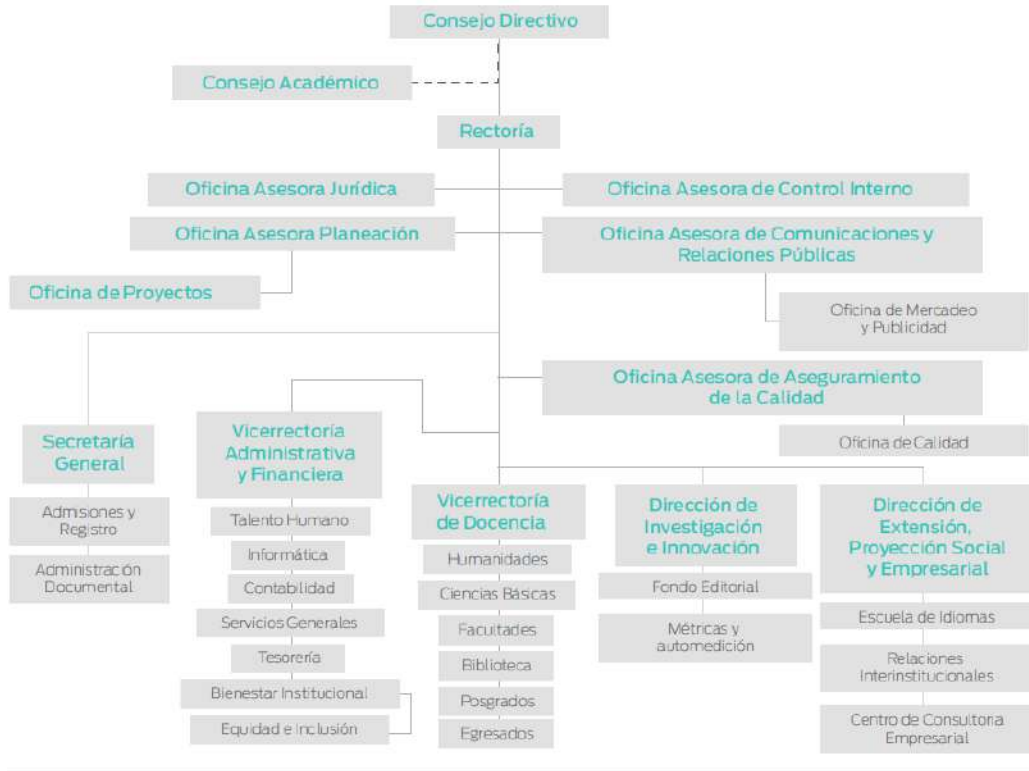 Consejo Directivo
Consejo Académico
Rectoría
Oficina Asesora Jurídica
Oficina Asesora de Control Interno
Oficina Asesora Planeación
Oficina Asesora de Comunicaciones y
Relaciones Públicas
Oficina de Proyectos
Oficina de Mercadeo
y Publicidad
Oficina Asesora de Aseguramiento
de la Calidad
Oficina de Calidad
Secretaría
General
Admisiones y
Registro
Administración
Documental
Vicerrectoría
Administrativa
y Financiera
Talento Humano
Informática
Contabilidad
Servicios Generales
Tesorería
Bienestar Institucional
Equidad e Inclusión
Vicerrectoría
de Docencia
Humanidades
Ciencias Básicas
Facultades
Biblioteca
Posgrados
Egresados
Dirección de
Investigación
e Innovación
Fondo Editorial
Métricas y
automedición
Dirección de
Extensión,
Proyección Social
y Empresarial
Escuela de Idiomas
Relaciones
Interinstitucionales
Centro de Consultoria
Empresarial